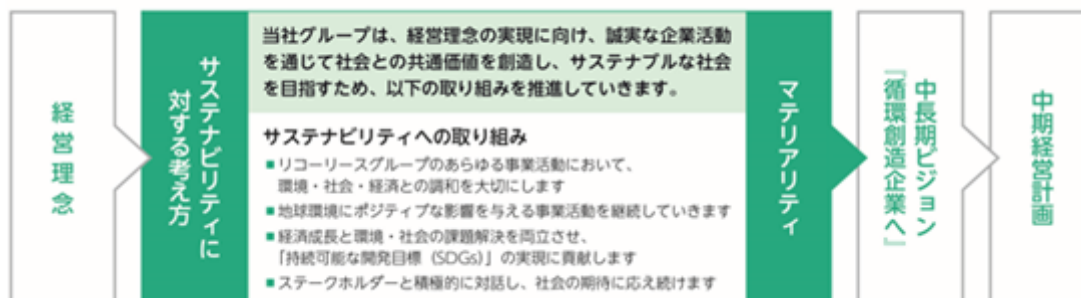 経営理念
サステナビリティに
対する考え方
当社グループは、経営理念の実現に向け、誠実な企業活動
を通じて社会との共通価値を創造し、サステナブルな社会
を目指すため、以下の取り組みを推進していきます。
サステナビリティへの取り組み
■リコーリースグループのあらゆる事業活動において、
環境・社会・経済との調和を大切にします
■地球環境にポジティブな影響を与える事業活動を継続していきます
■経済成長と環境・社会の課題解決を両立させ、
「持続可能な開発目標（SDGs）」の実現に貢献します
■ステークホルダーと積極的に対話し、社会の期待に応え続けます
マテリアリティ
中長期ビジョン
『循環創造企業へ』
中期経営計画